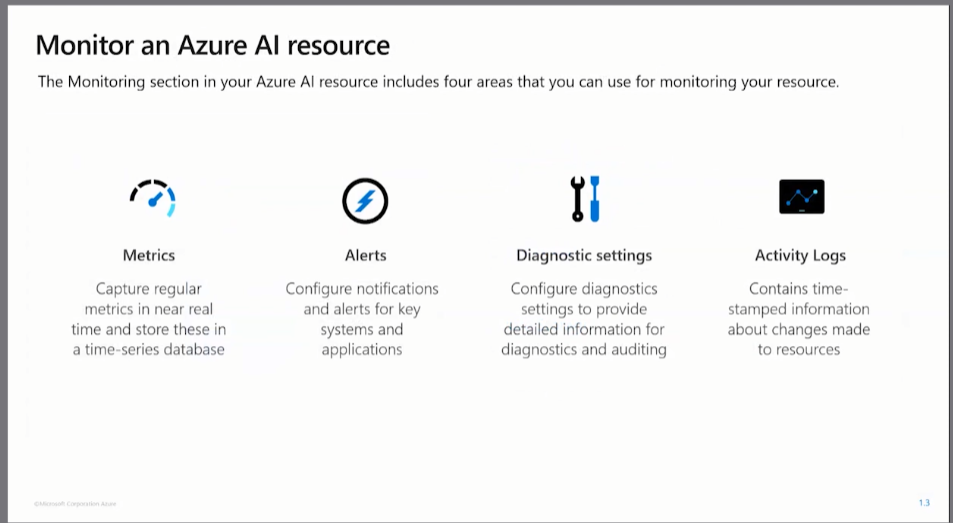 Monitor an Azure AI resource
The Monitoring section in your Azure AI resource includes four areas that you can use for monitoring your resource.
Metrics
Capture regular
metrics in near real
time and store these in
a time-series database
Alerts
Configure notifications
and alerts for key
systems and
applications
Diagnostic settings
Configure diagnostics
settings to provide
detailed information for
diagnostics and auditing
Activity Logs
Contains time-
stamped information
about changes made
to resources
©Microsoft Corporation Azure
1.3